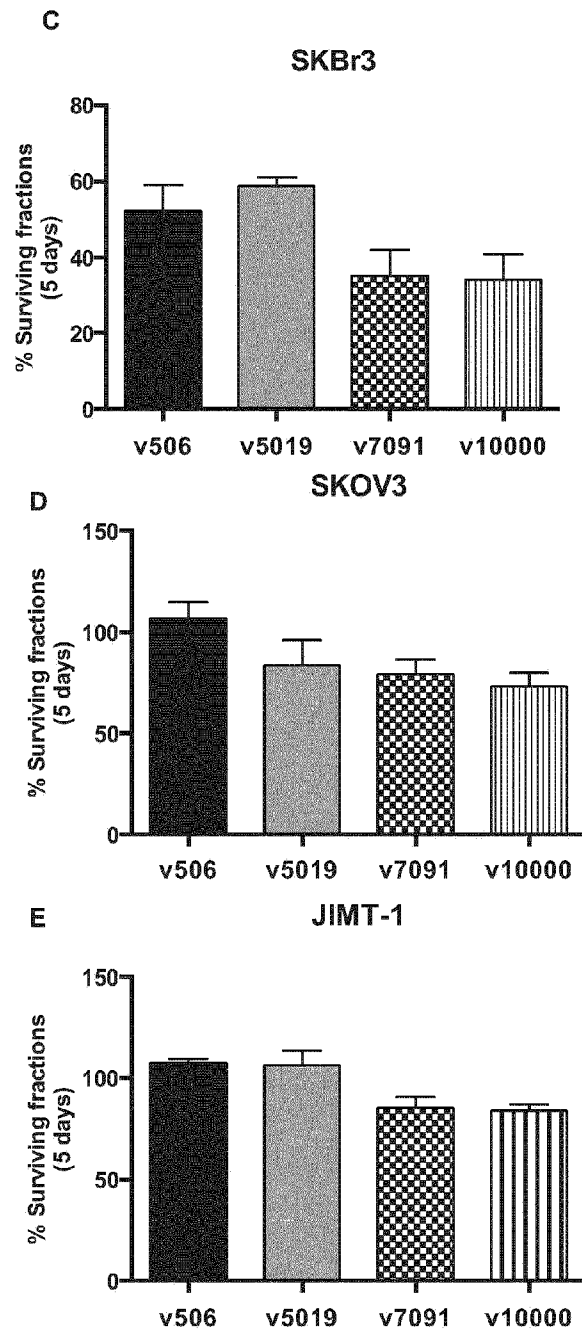 C
SKBr3
% Surviving fractions
(5 days)
80
60
40
20
0
v506 v5019 v7091 v10000
D
SKOV3
% Surviving fractions
(5 days)
150
100
50
0
v506 v5019 v7091 v10000
E
JIMT-1
% Surviving fractions
(5 days)
150
100
50
0
v506 v5019 v7091 v10000